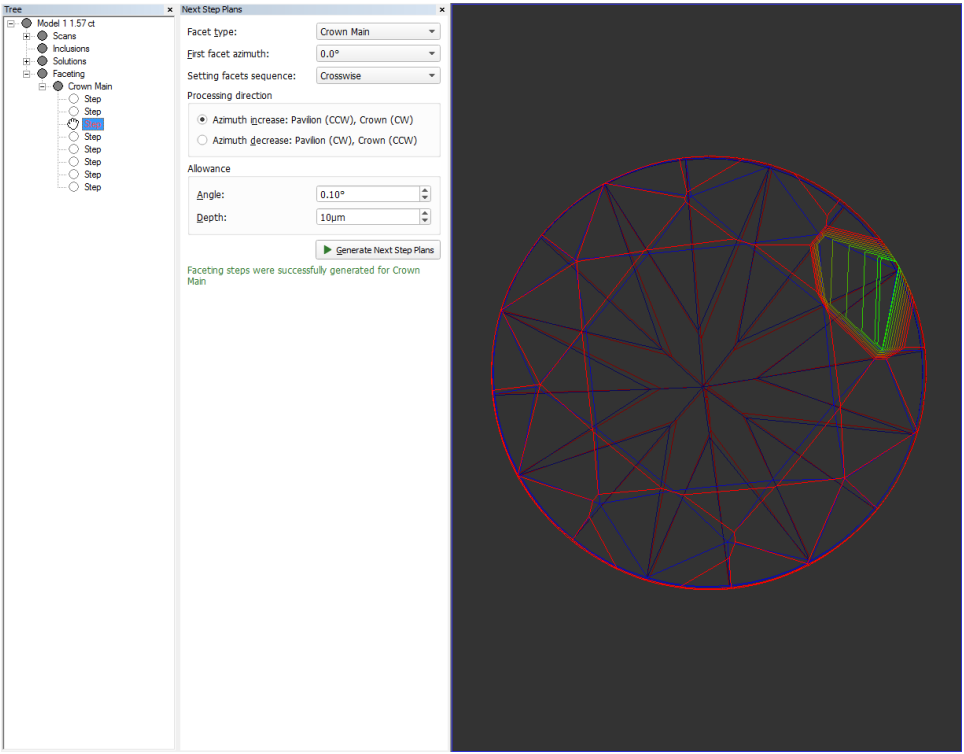 Tree
Model 1 1.57 ct
Scans
Inclusions
Solutions
Faceting
Crown Main
Step
Step
Step
Step
Step
Step
Step
Next Step Plans
Facet type: Crown Main
First facet azimuth: 0.0°
Setting facets sequence: Crosswise
Processing direction
Azimuth increase: Pavilion (CCW), Crown (CW)
Azimuth decrease: Pavilion (CW), Crown (CCW)
Allowance
Angle: 0.10°
Depth: 10µm
Generate Next Step Plans
Faceting steps were successfully generated for Crown
Main